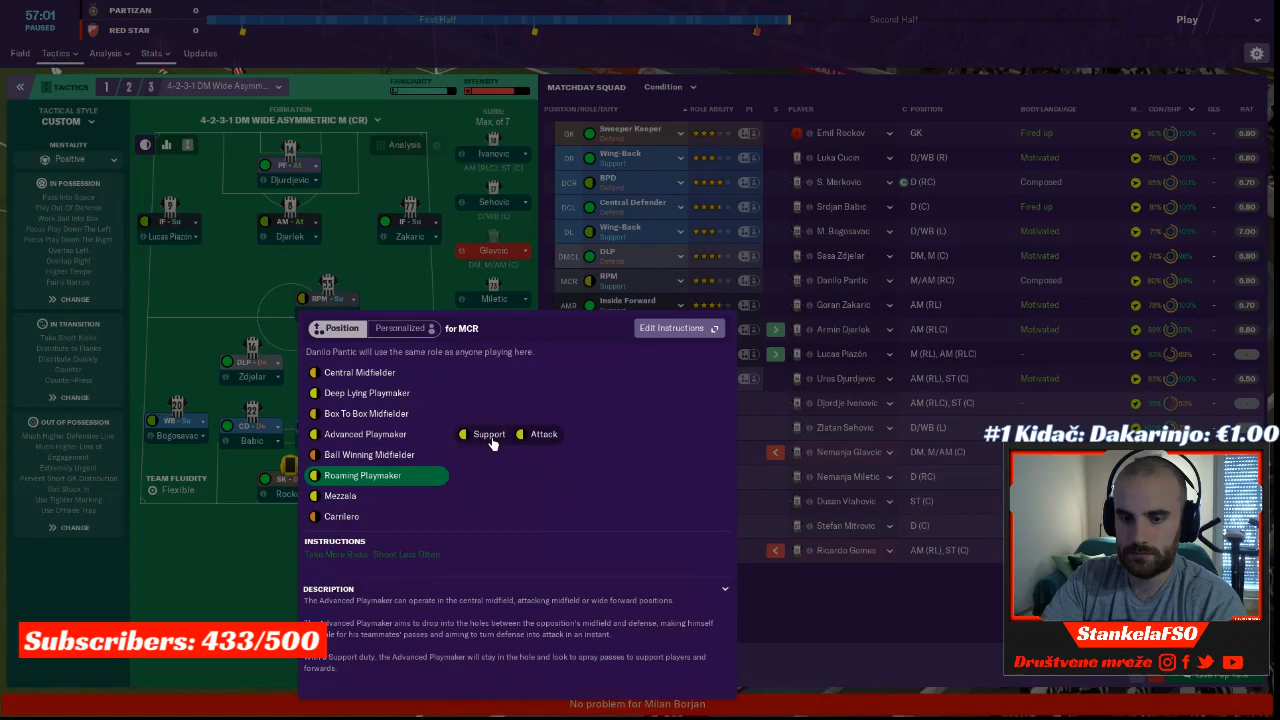 57:01
PAUSED
PARTIZAN 0
RED STAR 0
First Half
Second Half
Play
Field Tactics Analysis Stats Updates
TACTICS 1 2 3 4-2-3-1 DM Wide Asymm...
FAMILIARITY
INTENSITY
TACTICAL STYLE
CUSTOM
MENTALITY
Positive
IN POSSESSION
Pass Into Space
Play Out Of Defense
Work Ball Into Box
Focus Play Down The Left
Focus Play Down The Right
Overlap Left
Overlap Right
Higher Tempo
Fairly Narrow
CHANGE
IN TRANSITION
Take Short Kicks
Distribute to Flanks
Distribute Quickly
Counter
Counter-Press
CHANGE
OUT OF POSSESSION
Much Higher Defensive Line
Much Higher Line of
Engagement
Extremely Urgent
Prevent Short GK Distribution
Get Stuck In
Use Tighter Marking
Use Offside Trap
CHANGE
FORMATION
4-2-3-1 DM WIDE ASYMMETRIC M (CR)
Analysis
PF - At
Djurdjevic
IF - Su
Lucas Piazón
AM - At
Djerlek
IF - Su
Zakaric
RPM - Su
DLP - De
Zdjelar
WB - Su
Bogosavac
CD - De
Babic
SK -
Rocko
TEAM FLUIDITY
Flexible
SUBS:
Max. of 7
Ivanovic
AM (RLC), ST (C)
Sehovic
D/WB (L)
Glavcic
DM, M/AM (C)
Miletic
MATCHDAY SQUAD Condition
POSITION/ROLE/DUTY ROLE ABILITY PI S PLAYER C POSITION BODY LANGUAGE M... CON/SHP GLS RAT
GK Sweeper Keeper Defend Emil Rockov GK Fired up 90% 100% - 6.80
DR Wing-Back Support Luka Cucin D/WB (R) Motivated 76% 100% - 6.80
DCR BPD Defend S. Markovic C D (RC) Composed 85% 100% - 6.70
DCL Central Defender Defend Srdjan Babic D (C) Motivated 81% 100% - 6.80
DL Wing-Back Support M. Bogosavac D/WB (L) Motivated 71% 100% - 7.00
DMCL DLP Defend Sasa Zdjelar DM, M (C) Motivated 74% 98% - 6.80
MCR RPM Support Danilo Pantic M/AM (RC) Composed 80% 94% - 6.90
AMR Inside Forward Goran Zakaric AM (RL) Motivated 100% - 6.80
Armin Djerlek AM (RLC) Motivated 93% 100% - 6.80
Lucas Piazón M (RL), AM (RLC) 92% 69% -
Uros Djurdjevic AM (RL), ST (C) Motivated 83% 100% - 6.50
Djordje Ivanovic AM (RLC), ST (C) 53% -
Zlatan Sehovic D/WB (L)
Nemanja Glavcic DM, M/AM (C)
Nemanja Miletic D (RC)
Dusan Vlahovic ST (C)
Stefan Mitrovic D (C)
Ricardo Gomes AM (RL), ST (C)
Position Personalized for MCR Edit Instructions
Danilo Pantic will use the same role as anyone playing here.
Central Midfielder
Deep Lying Playmaker
Box To Box Midfielder
Advanced Playmaker Support Attack
Ball Winning Midfielder
Roaming Playmaker
Mezzala
Carrilero
INSTRUCTIONS
Take More Risks Shoot Less Often
DESCRIPTION
The Advanced Playmaker can operate in the central midfield, attacking midfield or wide forward positions.
The Advanced Playmaker aims to drop into the holes between the opposition's midfield and defense, making himself
for his teammates' passes and aiming to turn defense into attack in an instant.
a Support duty, the Advanced Playmaker will stay in the hole and look to spray passes to support players and
forwards.
#1 Kidač: Dakarinjo: €1.00
Subscribers: 433/500
StankelaFSO
Društvene mreže
No problem for Milan Borjan